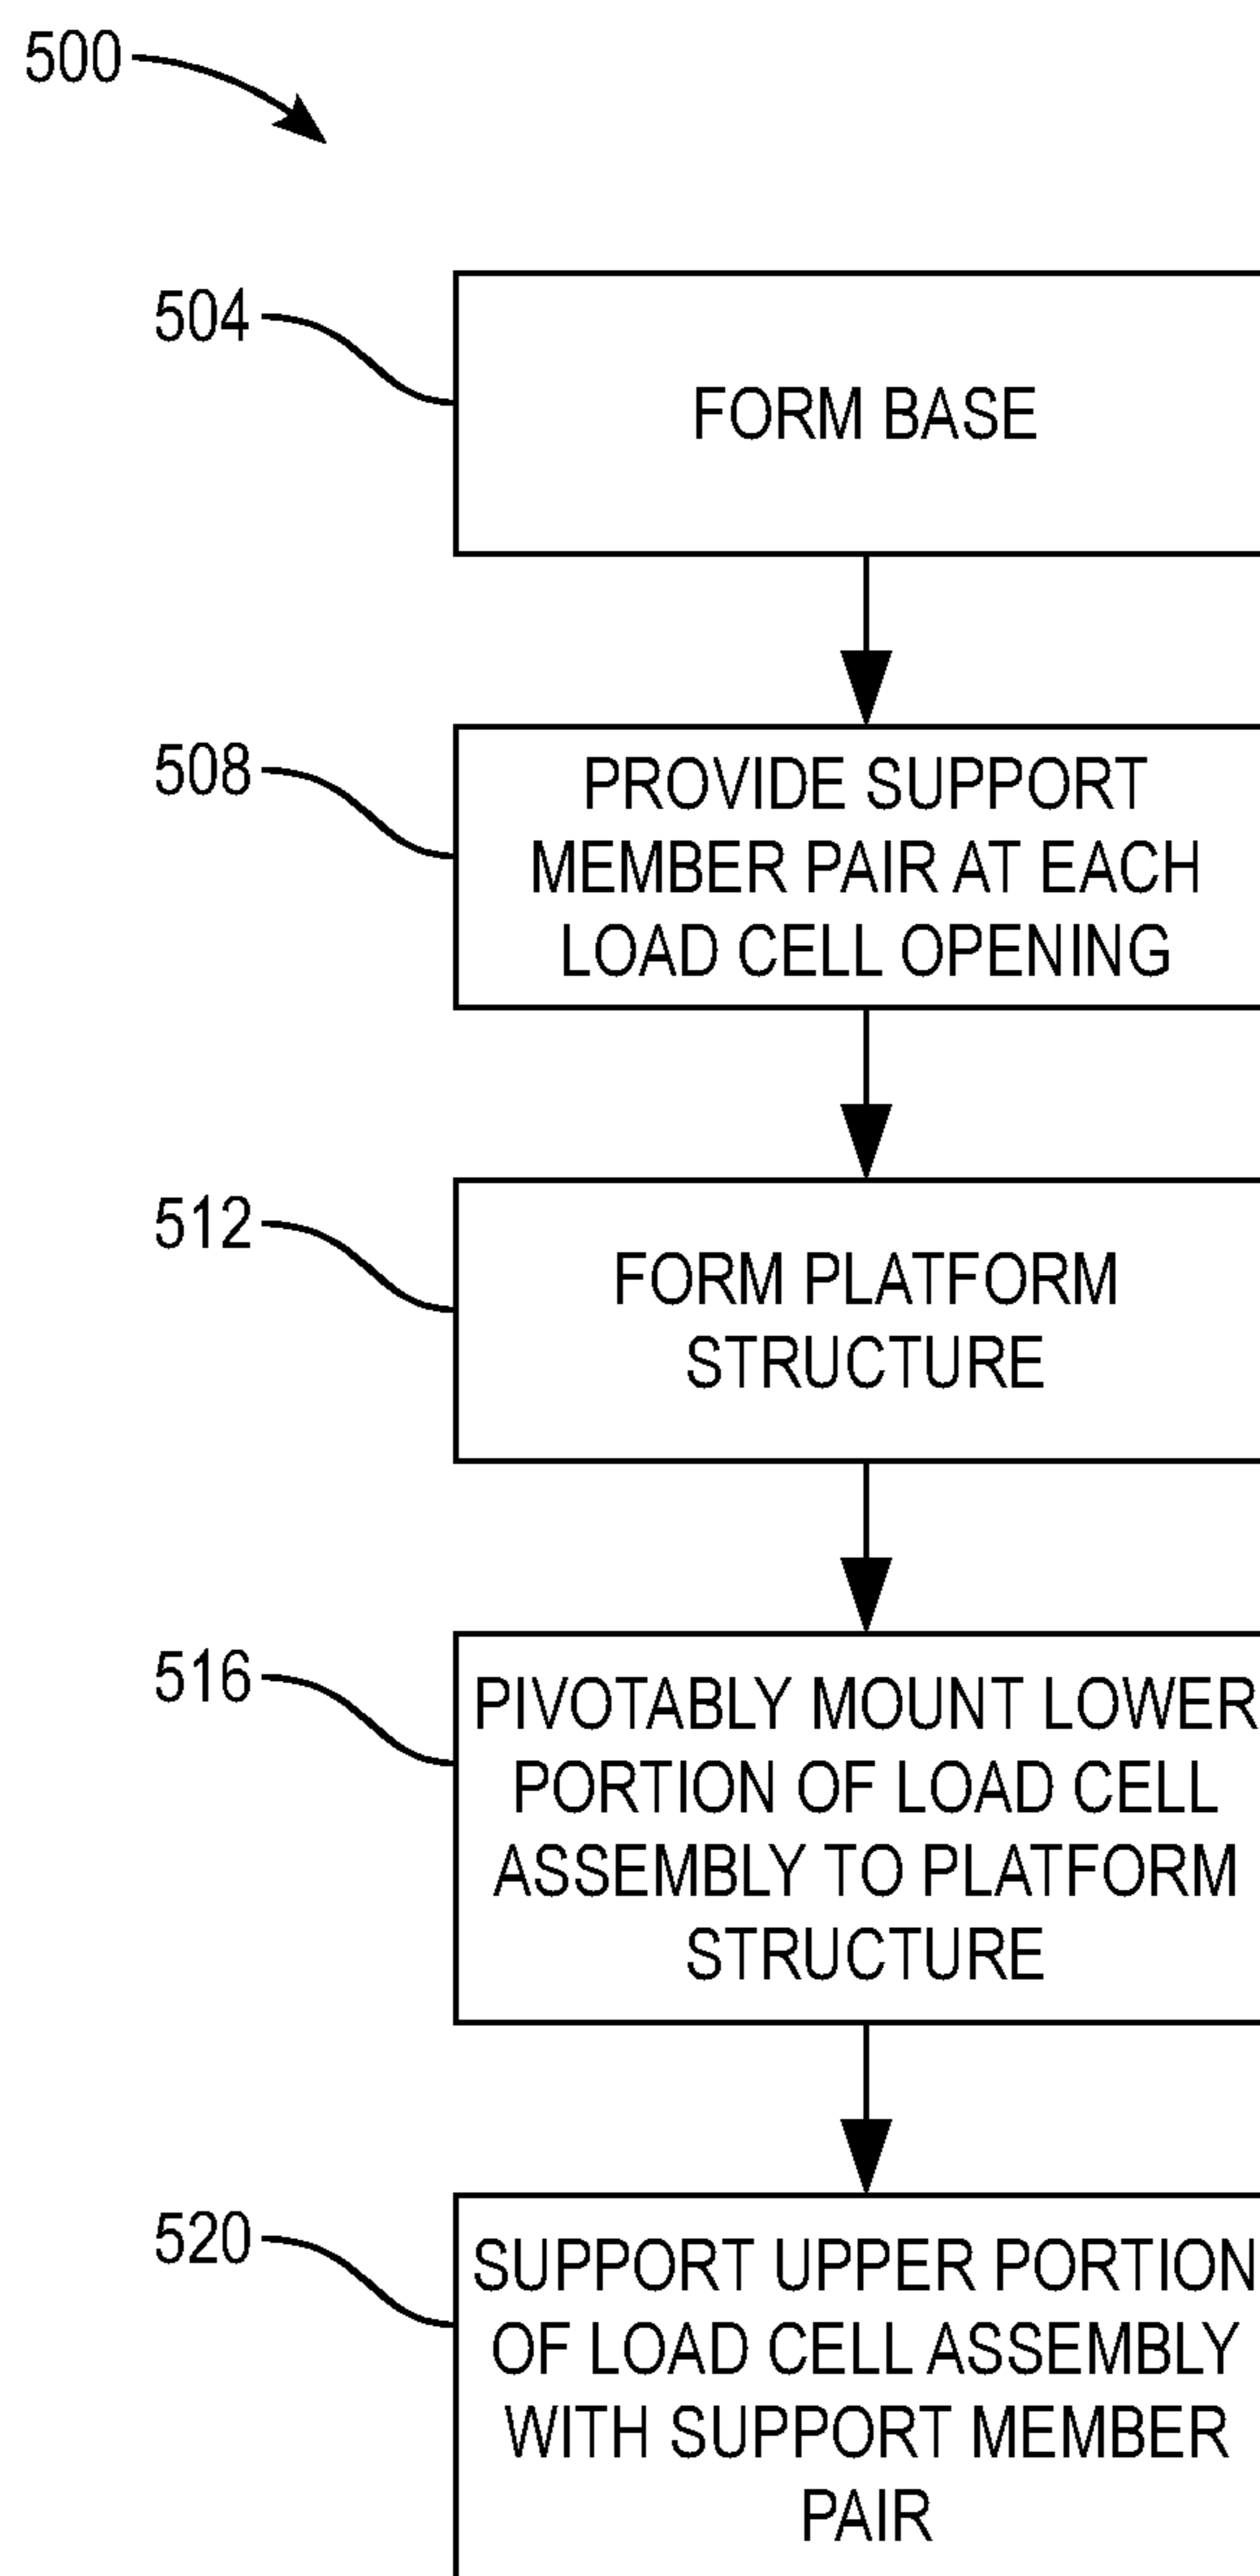 500
504
FORM BASE
508
PROVIDE SUPPORT
MEMBER PAIR AT EACH
LOAD CELL OPENING
512
FORM PLATFORM
STRUCTURE
516
PIVOTABLY MOUNT LOWER
PORTION OF LOAD CELL
ASSEMBLY TO PLATFORM
STRUCTURE
520
SUPPORT UPPER PORTION
OF LOAD CELL ASSEMBLY
WITH SUPPORT MEMBER
PAIR